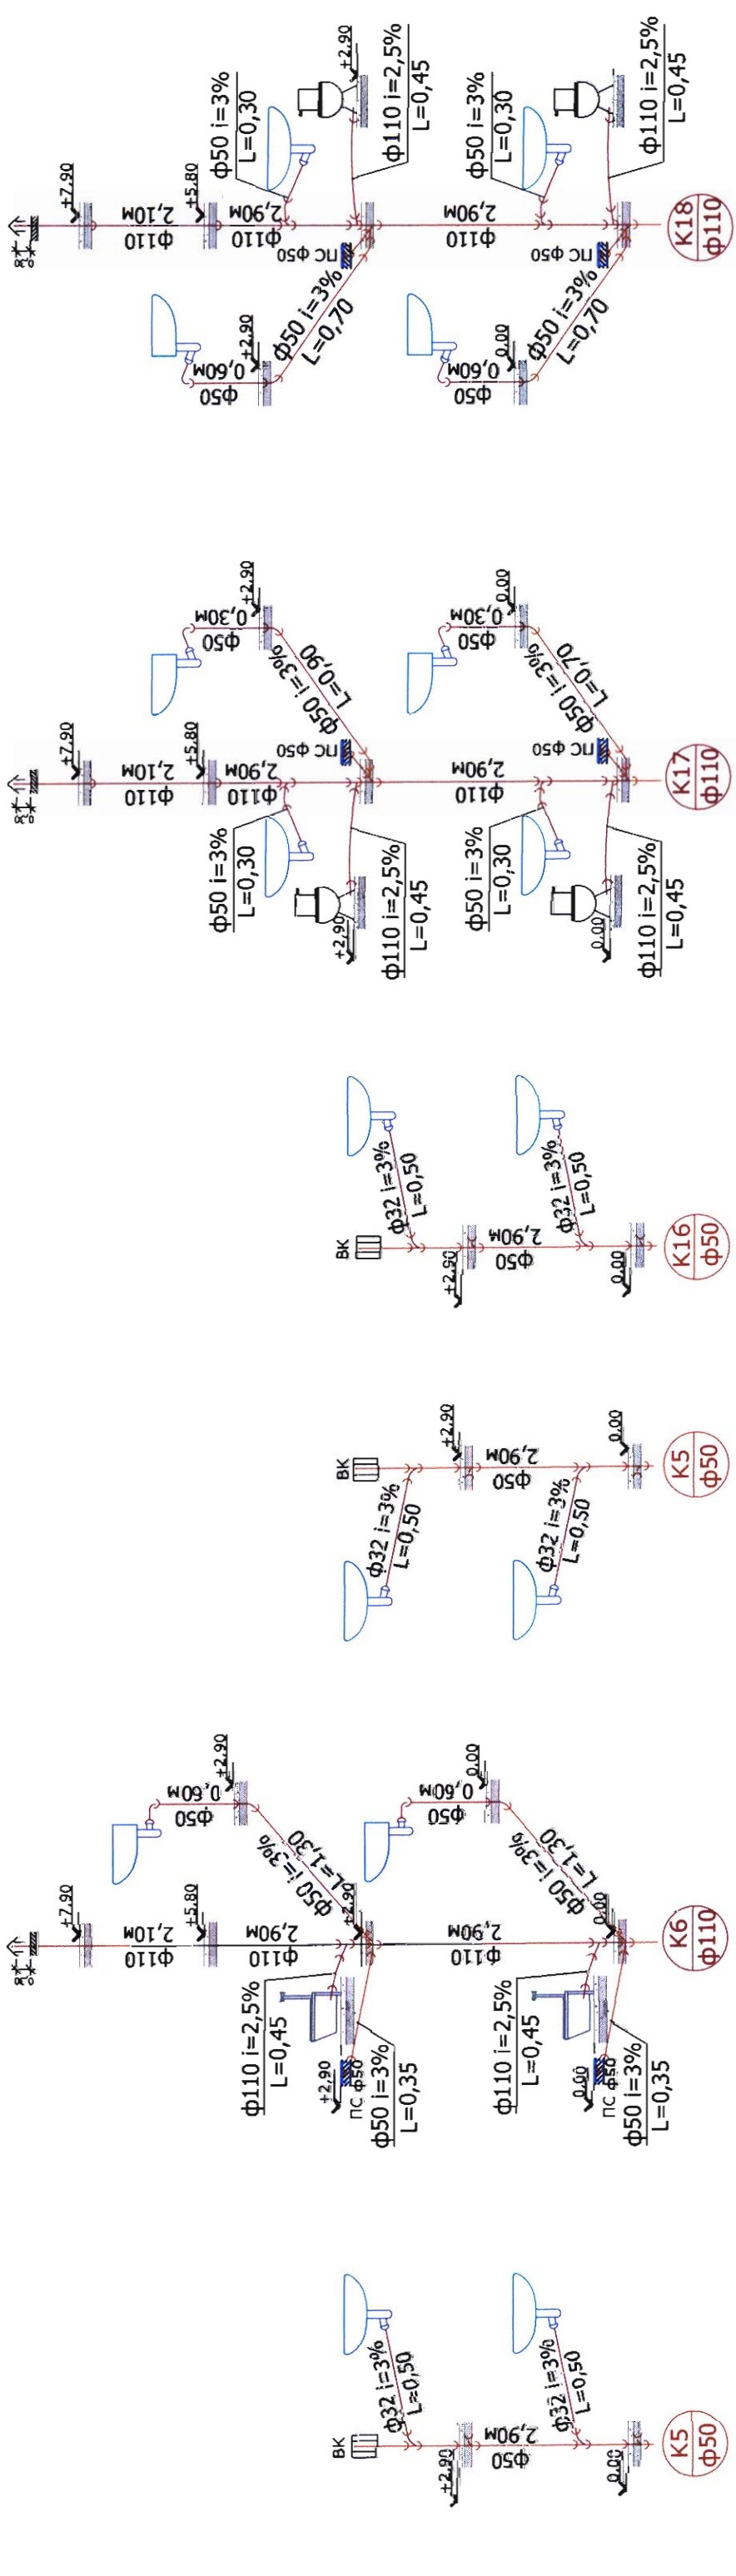 +7,90
ф110
2,10м
+5,80
ф110
2,90м
ф50 i=3%
L=0,30
+2,90
ф110 i=2,5%
L=0,45
ПС ф50
+2,90
ф50
0,60м
ф50 i=3%
L=0,70
ф110
2,90м
ф50 i=3%
L=0,30
ф110 i=2,5%
L=0,45
ПС ф50
0.00
ф50
0,60м
ф50 i=3%
L=0,70
К18
ф110
+7,90
ф110
2,10м
+5,80
ф110
2,90м
+2,90
ф50
0,30м
ф50 i=3%
L=0,90
ПС ф50
ф50 i=3%
L=0,30
+2,90
ф110 i=2,5%
L=0,45
ф110
2,90м
0.00
ф50
0,30м
ф50 i=3%
L=0,70
ПС ф50
ф50 i=3%
L=0,30
0.00
ф110 i=2,5%
L=0,45
К17
ф110
ВК
ф32 i=3%
L=0,50
+2,90
ф50
2,90м
ф32 i=3%
L=0,50
0.00
К16
ф50
ВК
ф32 i=3%
L=0,50
+2,90
ф50
2,90м
ф32 i=3%
L=0,50
0.00
К5
ф50
+7,90
ф110
2,10м
+5,80
ф110
2,90м
+2,90
ф50
0,60м
ф50 i=3%
L=1,30
+2,90
ф110 i=2,5%
L=0,45
+2,90
ПС ф50
ф50 i=3%
L=0,35
ф110
2,90м
0.00
ф50
0,60м
ф50 i=3%
L=1,30
0.00
ф110 i=2,5%
L=0,45
0.00
ПС ф50
ф50 i=3%
L=0,35
К6
ф110
ВК
ф32 i=3%
L=0,50
+2,90
ф50
2,90м
ф32 i=3%
L=0,50
0.00
К5
ф50